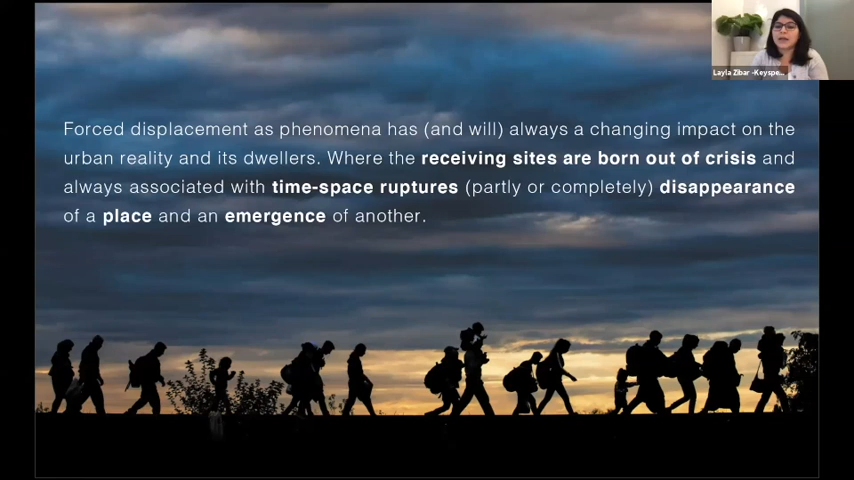 Layla Zibar -Keyspe...
Forced displacement as phenomena has (and will) always a changing impact on the
urban reality and its dwellers. Where the receiving sites are born out of crisis and
always associated with time-space ruptures (partly or completely) disappearance
of a place and an emergence of another.